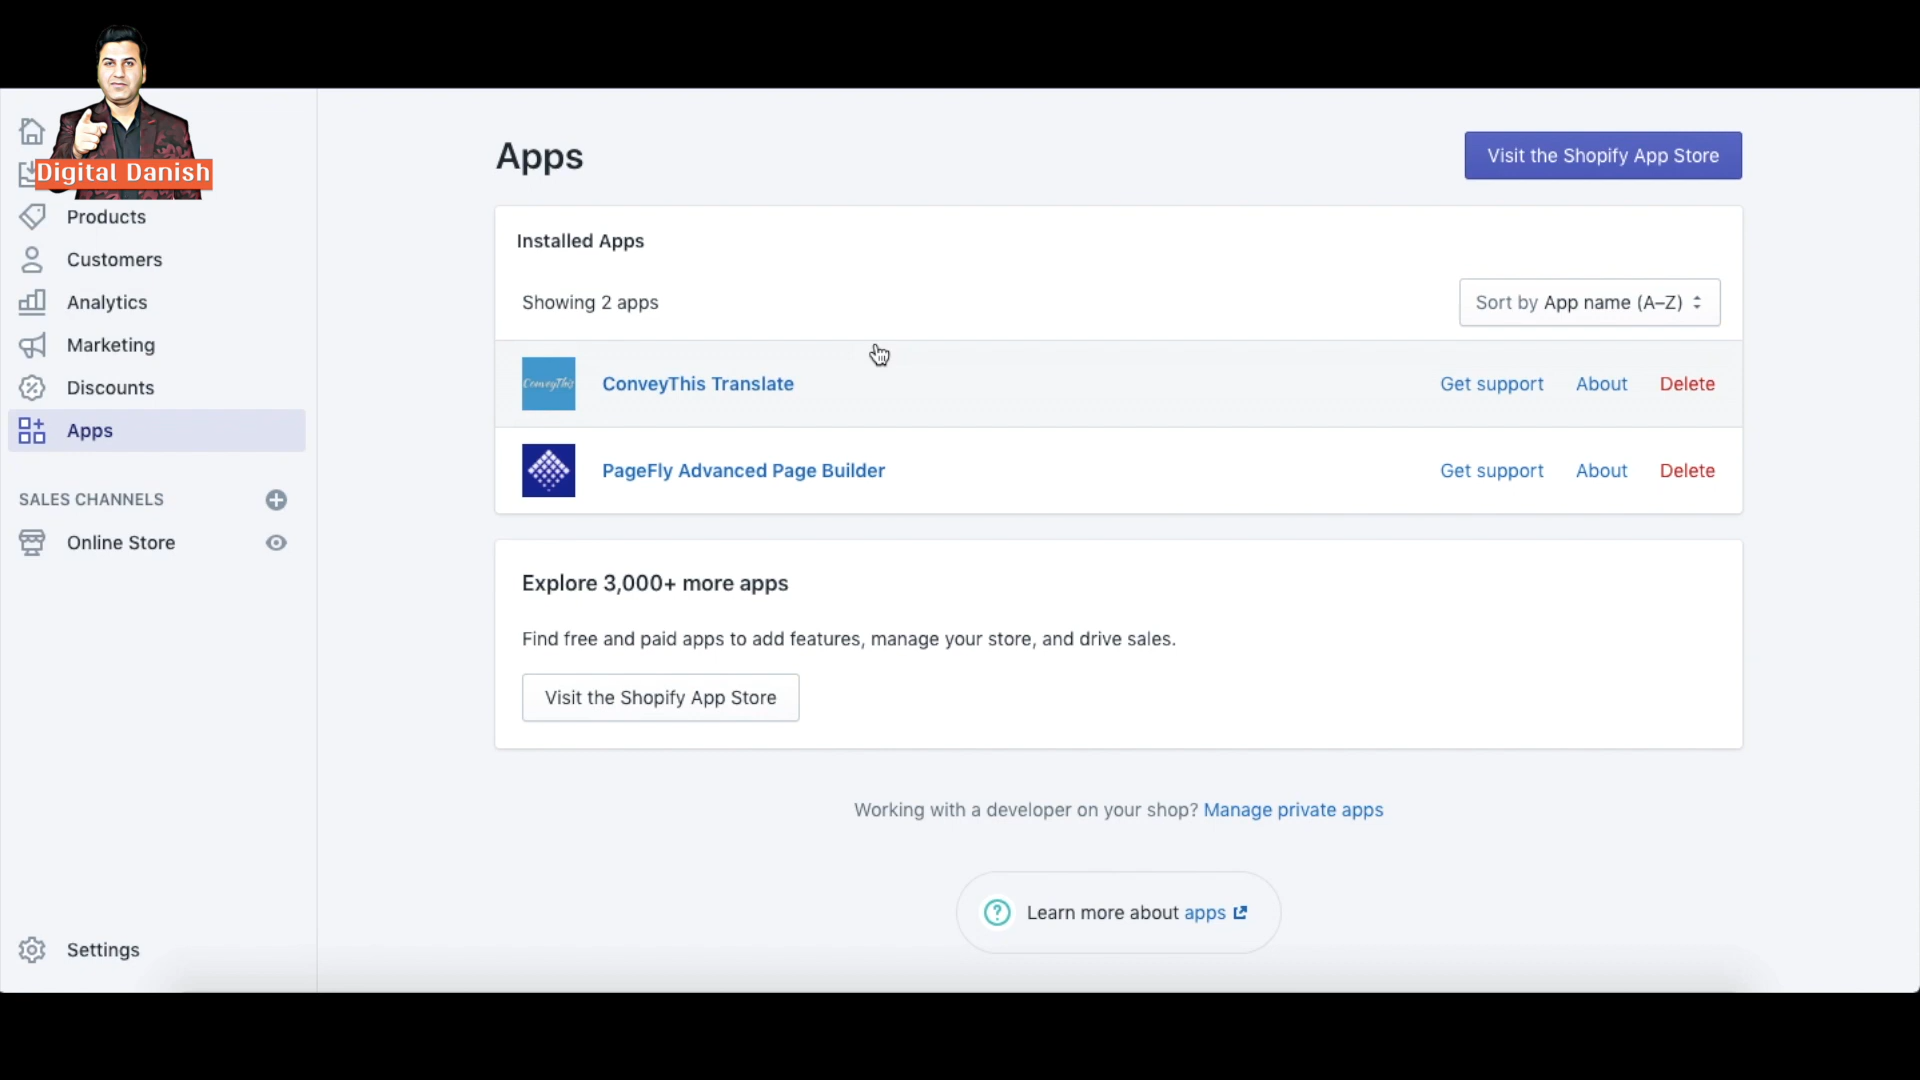 Digital Danish
Products
Customers
Analytics
Marketing
Discounts
Apps
SALES CHANNELS
Online Store
Settings
Apps
Visit the Shopify App Store
Installed Apps
Showing 2 apps
Sort by App name (A–Z)
ConveyThis
ConveyThis Translate
Get support
About
Delete
PageFly Advanced Page Builder
Get support
About
Delete
Explore 3,000+ more apps
Find free and paid apps to add features, manage your store, and drive sales.
Visit the Shopify App Store
Working with a developer on your shop? Manage private apps
Learn more about apps